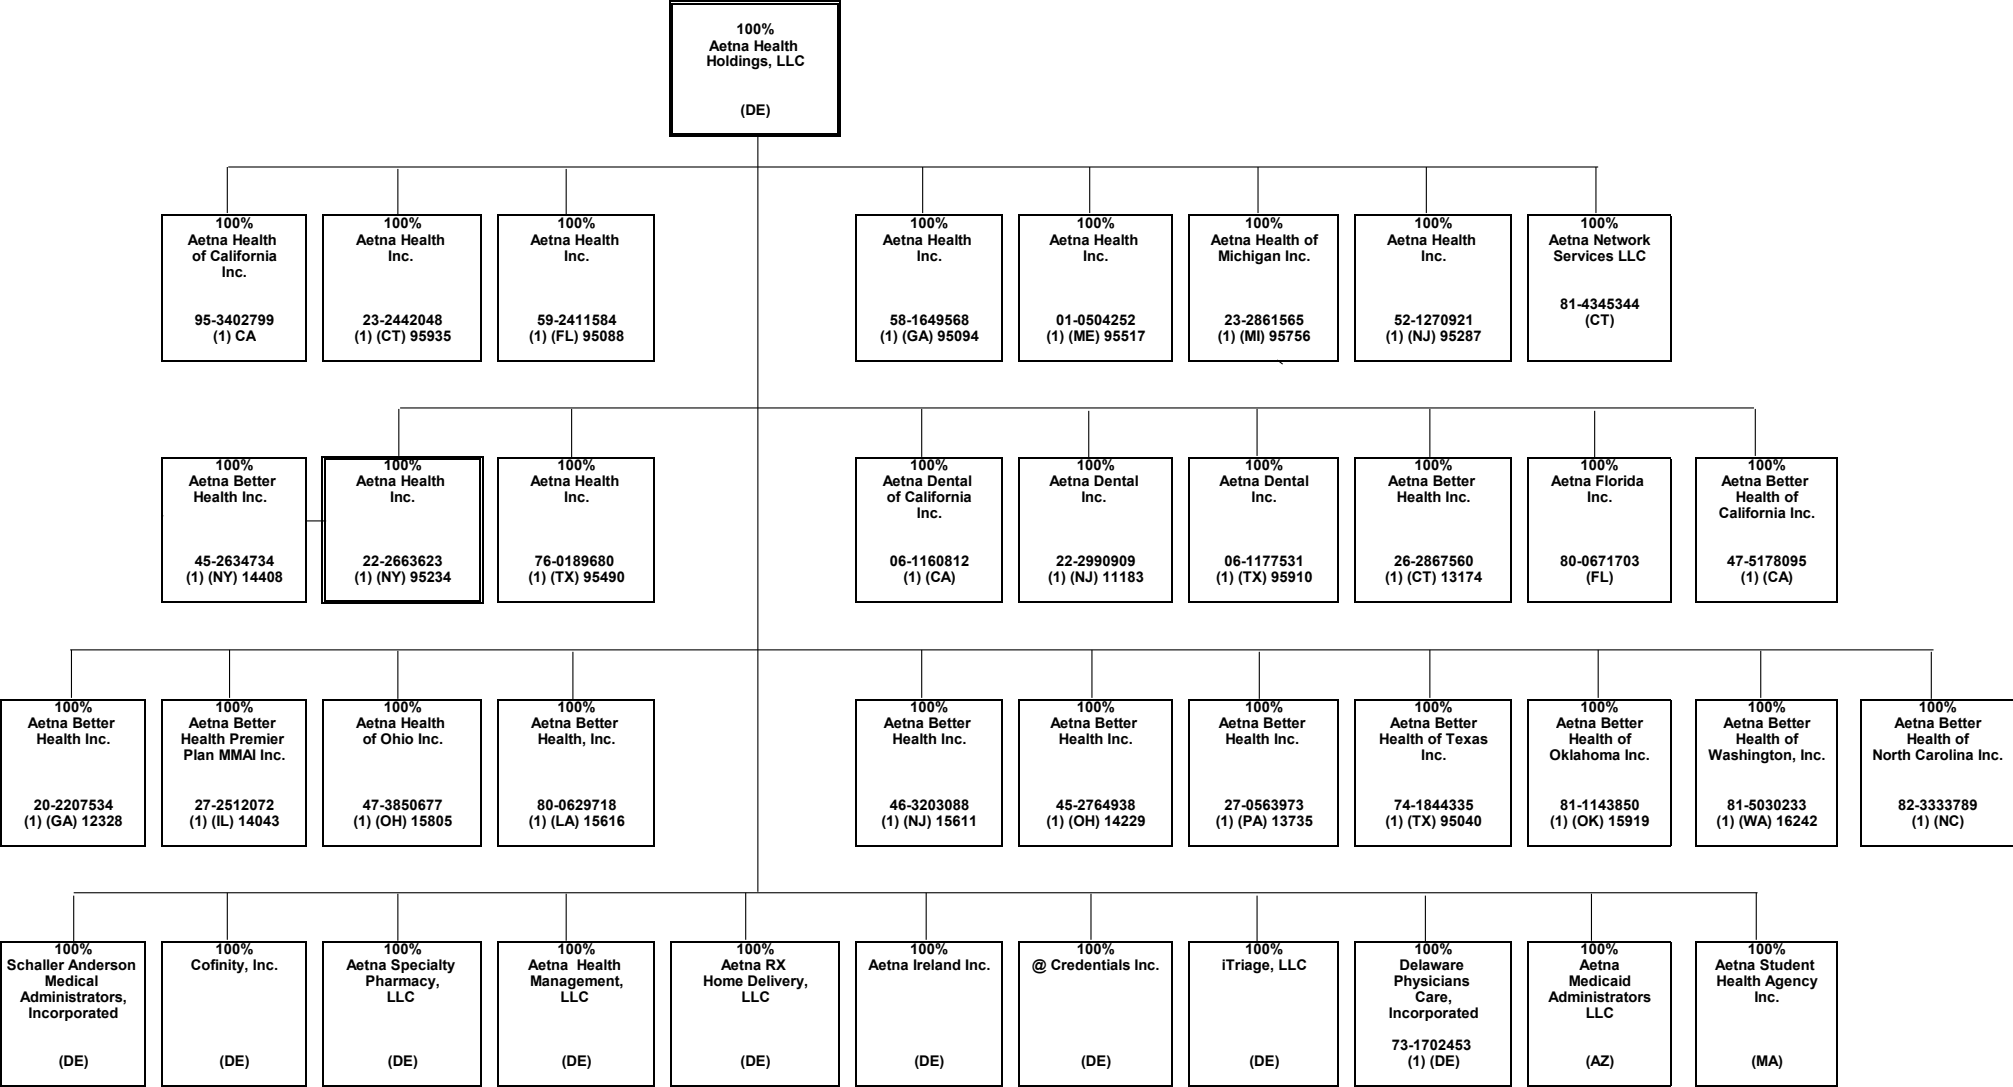 100%
Aetna Health
Holdings, LLC
(DE)
100%
Aetna Health
of California
Inc.
95-3402799
(1) CA
100%
Aetna Health
Inc.
23-2442048
(1) (CT) 95935
100%
Aetna Health
Inc.
59-2411584
(1) (FL) 95088
100%
Aetna Health
Inc.
58-1649568
(1) (GA) 95094
100%
Aetna Health
Inc.
01-0504252
(1) (ME) 95517
100%
Aetna Health of
Michigan Inc.
23-2861565
(1) (MI) 95756
100%
Aetna Health
Inc.
52-1270921
(1) (NJ) 95287
100%
Aetna Network
Services LLC
81-4345344
(CT)
100%
Aetna Better
Health Inc.
45-2634734
(1) (NY) 14408
100%
Aetna Health
Inc.
22-2663623
(1) (NY) 95234
100%
Aetna Health
Inc.
76-0189680
(1) (TX) 95490
100%
Aetna Dental
of California
Inc.
06-1160812
(1) (CA)
100%
Aetna Dental
Inc.
22-2990909
(1) (NJ) 11183
100%
Aetna Dental
Inc.
06-1177531
(1) (TX) 95910
100%
Aetna Better
Health Inc.
26-2867560
(1) (CT) 13174
100%
Aetna Florida
Inc.
80-0671703
(FL)
100%
Aetna Better
Health of
California Inc.
47-5178095
(1) (CA)
100%
Aetna Better
Health Inc.
20-2207534
(1) (GA) 12328
100%
Aetna Better
Health Premier
Plan MMAI Inc.
27-2512072
(1) (IL) 14043
100%
Aetna Health
of Ohio Inc.
47-3850677
(1) (OH) 15805
100%
Aetna Better
Health, Inc.
80-0629718
(1) (LA) 15616
100%
Aetna Better
Health Inc.
46-3203088
(1) (NJ) 15611
100%
Aetna Better
Health Inc.
45-2764938
(1) (OH) 14229
100%
Aetna Better
Health Inc.
27-0563973
(1) (PA) 13735
100%
Aetna Better
Health of Texas
Inc.
74-1844335
(1) (TX) 95040
100%
Aetna Better
Health of
Oklahoma Inc.
81-1143850
(1) (OK) 15919
100%
Aetna Better
Health of
Washington, Inc.
81-5030233
(1) (WA) 16242
100%
Aetna Better
Health of
North Carolina Inc.
82-3333789
(1) (NC)
100%
Schaller Anderson
Medical
Administrators,
Incorporated
(DE)
100%
Cofinity, Inc.
(DE)
100%
Aetna Specialty
Pharmacy,
LLC
(DE)
100%
Aetna Health
Management,
LLC
(DE)
100%
Aetna RX
Home Delivery,
LLC
(DE)
100%
Aetna Ireland Inc.
(DE)
100%
@ Credentials Inc.
(DE)
100%
iTriage, LLC
(DE)
100%
Delaware
Physicians
Care,
Incorporated
73-1702453
(1) (DE)
100%
Aetna
Medicaid
Administrators
LLC
(AZ)
100%
Aetna Student
Health Agency
Inc.
(MA)